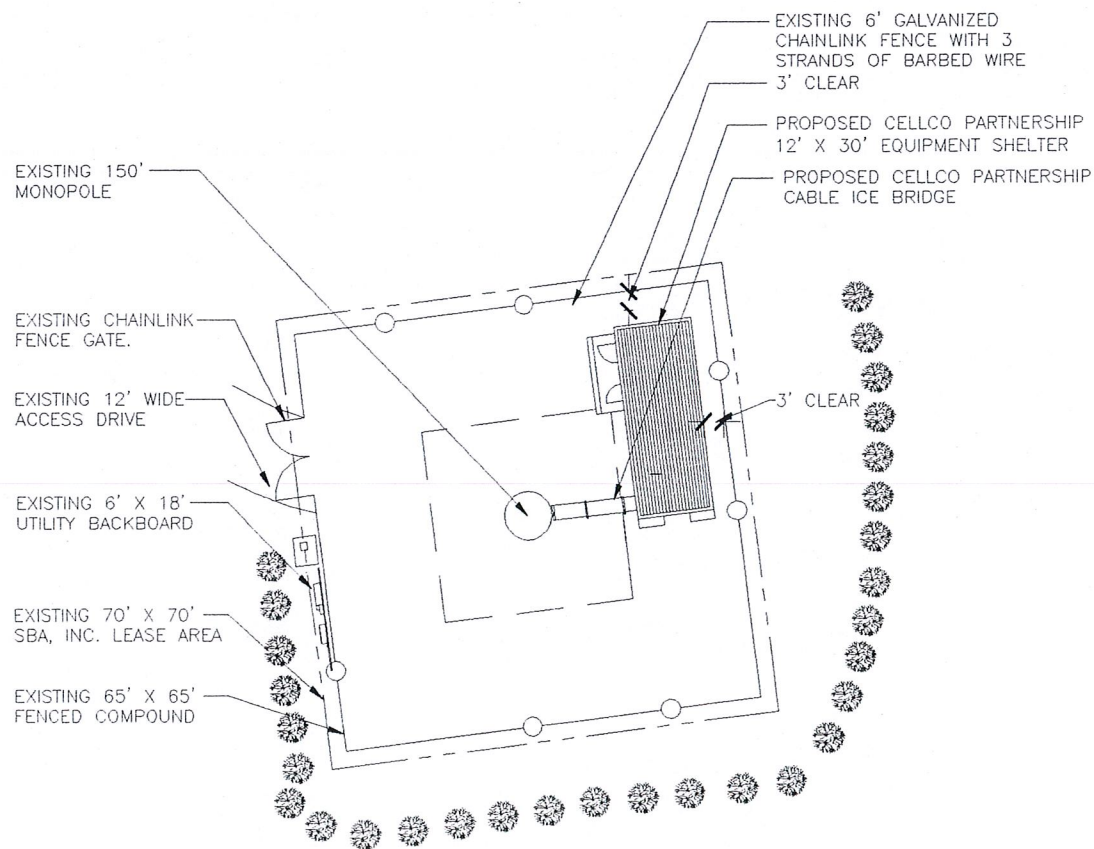 EXISTING 6' GALVANIZED
CHAINLINK FENCE WITH 3
STRANDS OF BARBED WIRE
3' CLEAR
PROPOSED CELLCO PARTNERSHIP
12' X 30' EQUIPMENT SHELTER
PROPOSED CELLCO PARTNERSHIP
CABLE ICE BRIDGE
EXISTING 150'
MONOPOLE
EXISTING CHAINLINK
FENCE GATE.
EXISTING 12' WIDE
ACCESS DRIVE
3' CLEAR
EXISTING 6' X 18'
UTILITY BACKBOARD
EXISTING 70' X 70'
SBA, INC. LEASE AREA
EXISTING 65' X 65'
FENCED COMPOUND